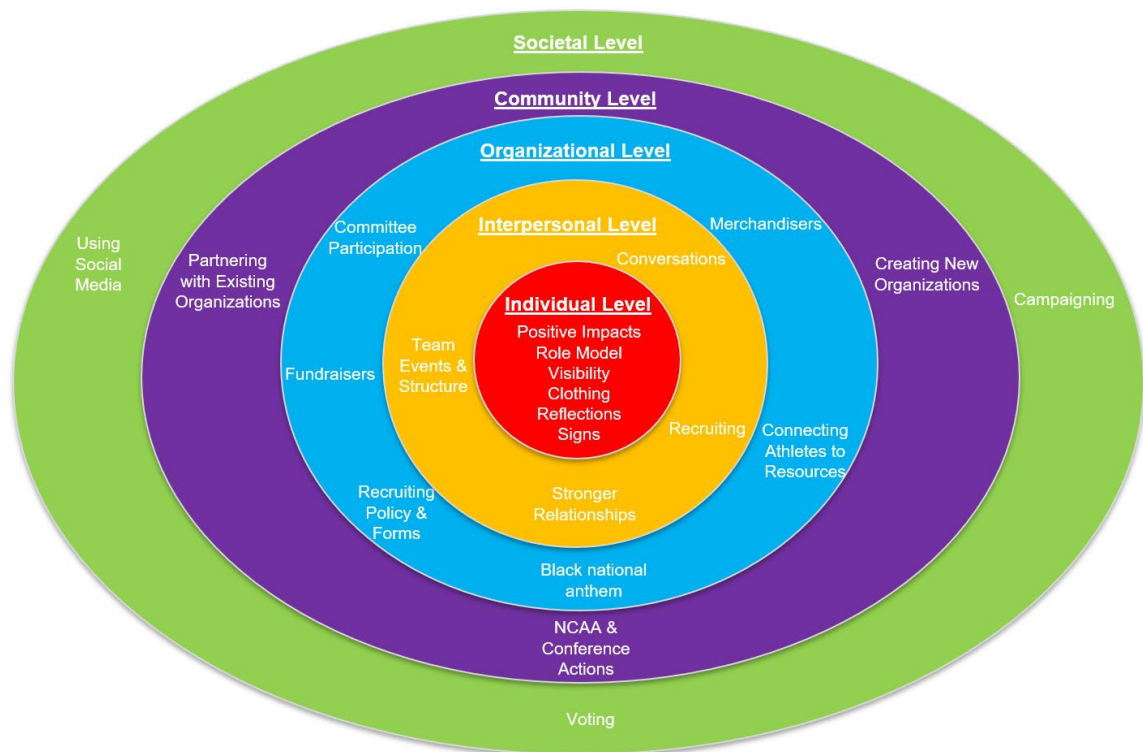 Societal Level
Community Level
Organizational Level
Interpersonal Level
Individual Level
Positive Impacts
Role Model
Visibility
Clothing
Reflections
Signs
Conversations
Team
Events &
Structure
Recruiting
Stronger
Relationships
Committee
Participation
Merchandisers
Fundraisers
Connecting
Athletes to
Resources
Recruiting
Policy &
Forms
Black national
anthem
Partnering
with Existing
Organizations
Creating New
Organizations
NCAA &
Conference
Actions
Using
Social
Media
Campaigning
Voting